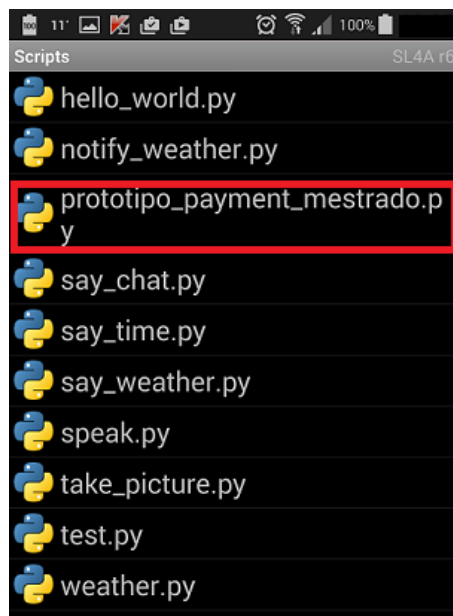 100 11° 100%
Scripts SL4A r6
hello_world.py
notify_weather.py
prototipo_payment_mestrado.p
y
say_chat.py
say_time.py
say_weather.py
speak.py
take_picture.py
test.py
weather.py